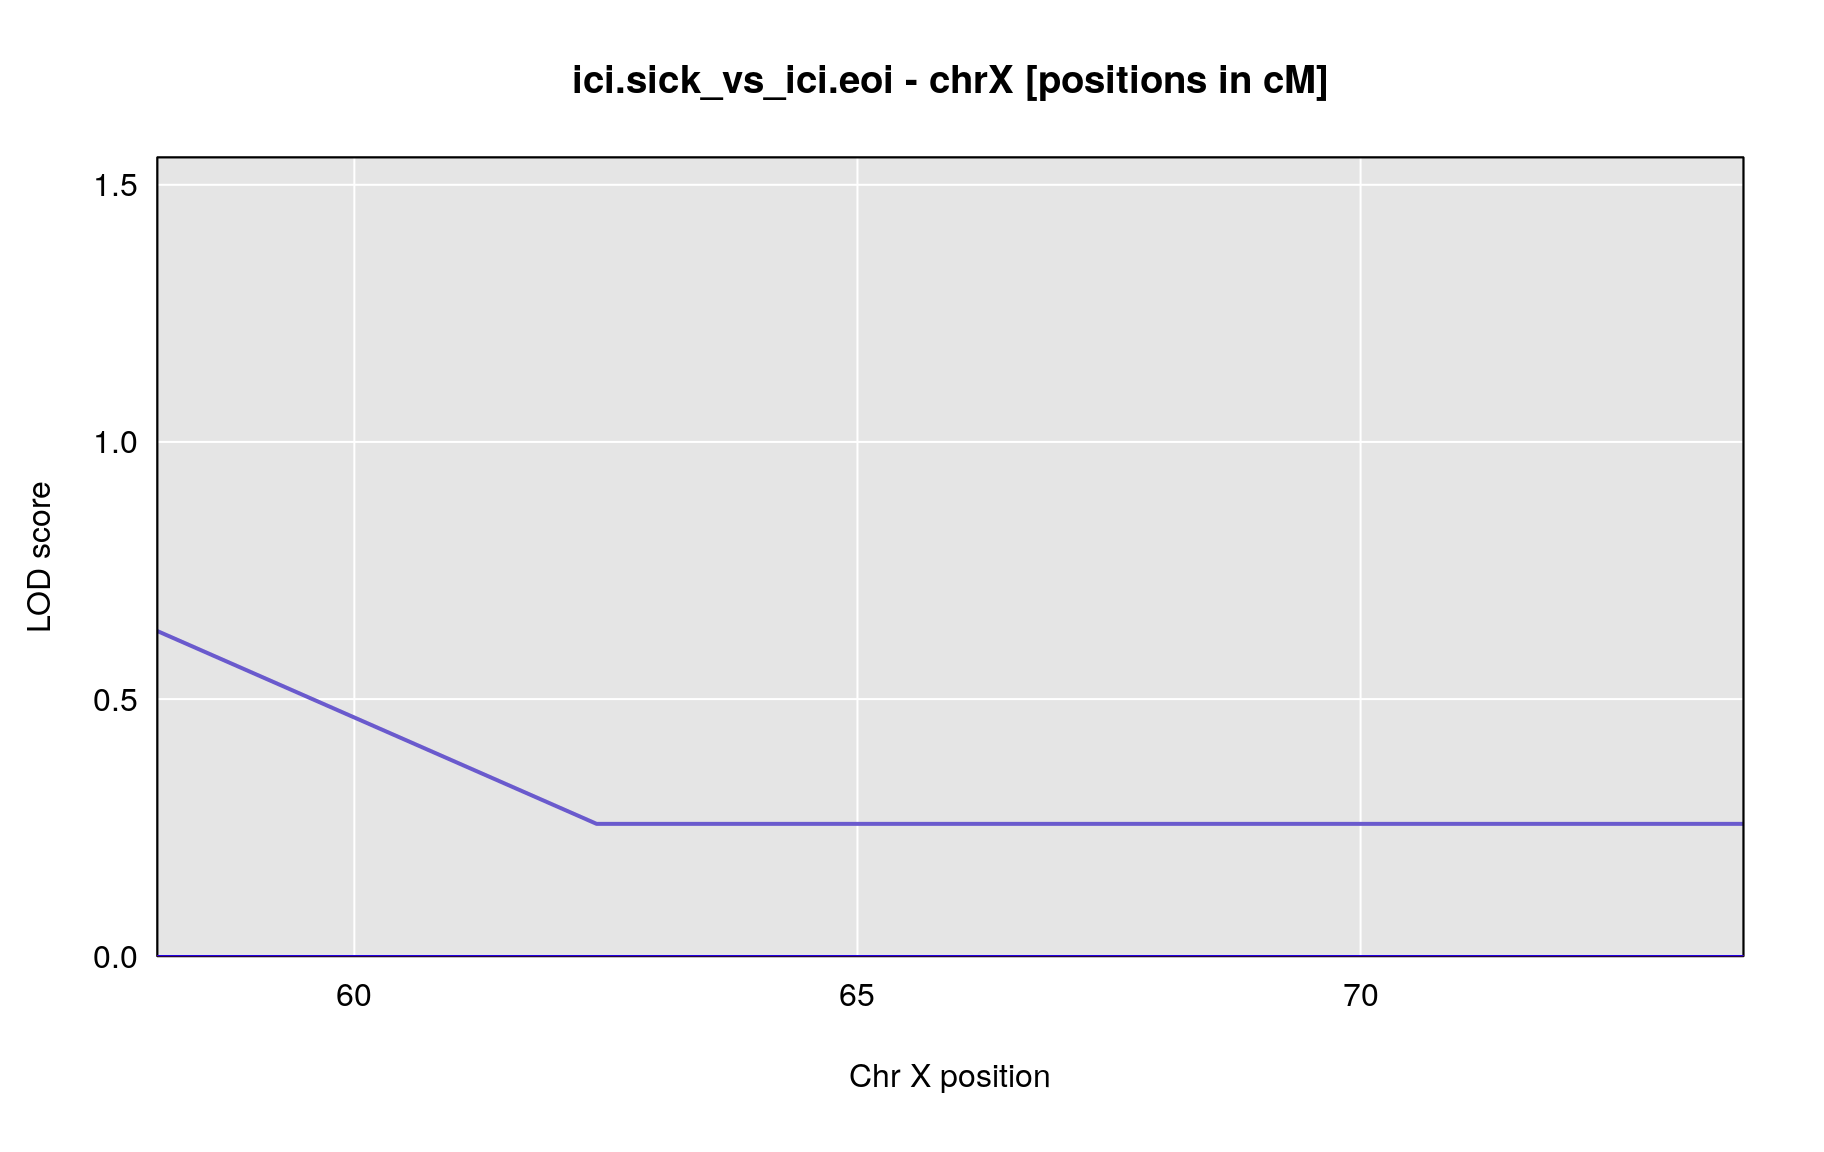 ici.sick_vs_ici.eoi - chrX [positions in cM]
1.5
1.0
0.5
0.0
LOD score
60 65 70
Chr X position